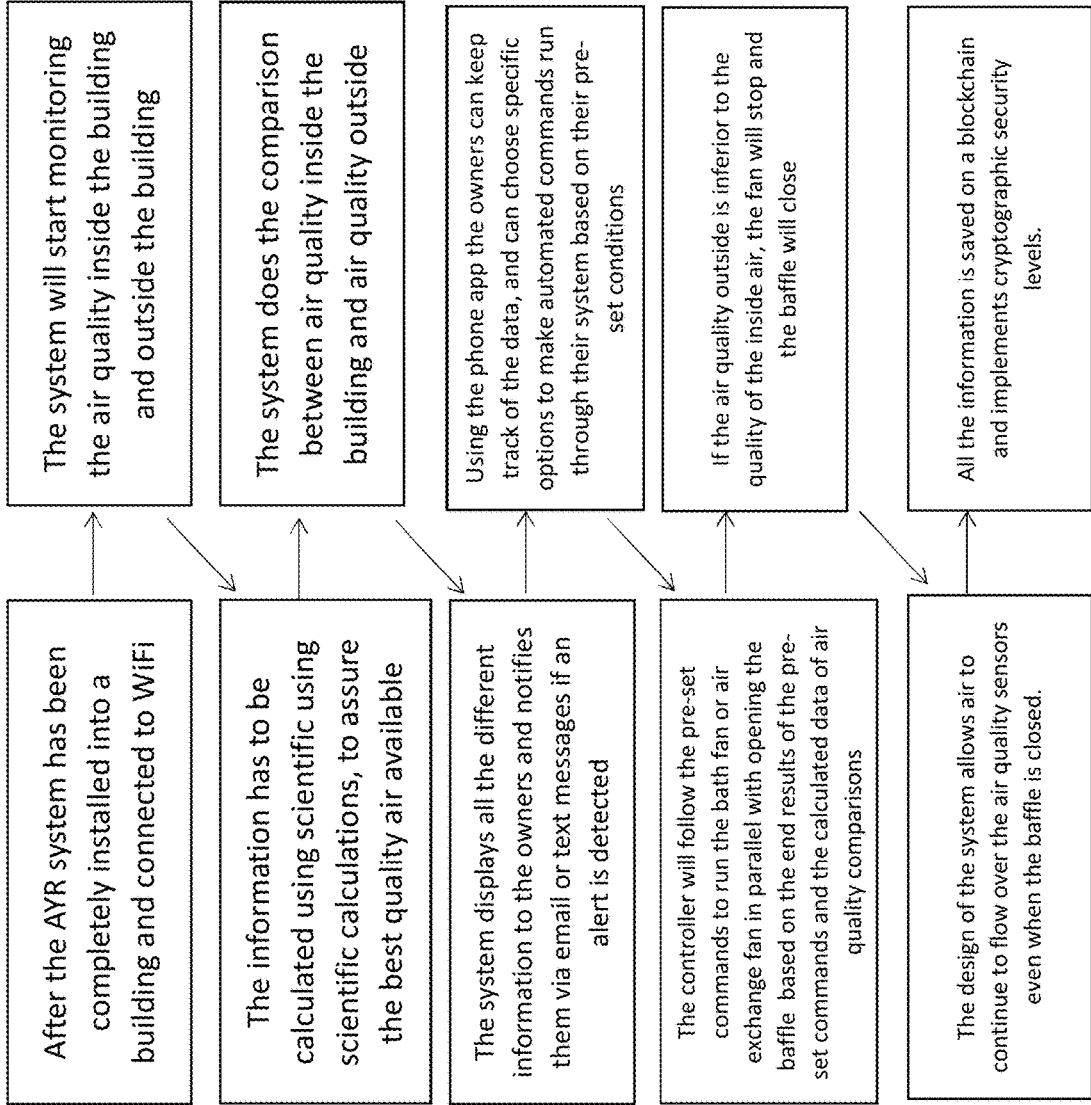 After the AYR system has been
completely installed into a
building and connected to WiFi
The system will start monitoring
the air quality inside the building
and outside the building
The information has to be
calculated using scientific using
scientific calculations, to assure
the best quality air available
The system does the comparison
between air quality inside the
building and air quality outside
The system displays all the different
information to the owners and notifies
them via email or text messages if an
alert is detected
Using the phone app the owners can keep
track of the data, and can choose specific
options to make automated commands run
through their system based on their pre-
set conditions
The controller will follow the pre-set
commands to run the bath fan or air
exchange fan in parallel with opening the
baffle based on the end results of the pre-
set commands and the calculated data of air
quality comparisons
If the air quality outside is inferior to the
quality of the inside air, the fan will stop and
the baffle will close
The design of the system allows air to
continue to flow over the air quality sensors
even when the baffle is closed.
All the information is saved on a blockchain
and implements cryptographic security
levels.